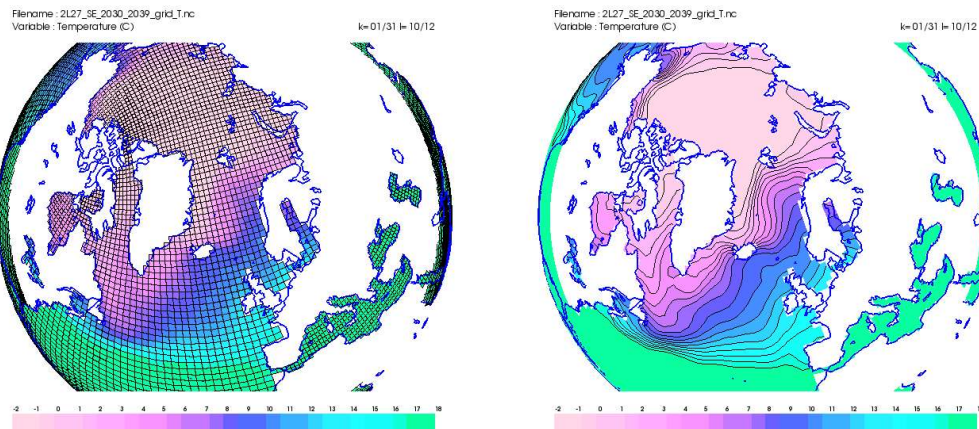 Filename : 2L27_SE_2030_2039_grid_T.nc
Variable : Temperature (C)
k= 01/31 l= 10/12
-2 -1 0 1 2 3 4 5 6 7 8 9 10 11 12 13 14 15 16 17 18
Filename : 2L27_SE_2030_2039_grid_T.nc
Variable : Temperature (C)
k= 01/31 l= 10/12
-2 -1 0 1 2 3 4 5 6 7 8 9 10 11 12 13 14 15 16 17